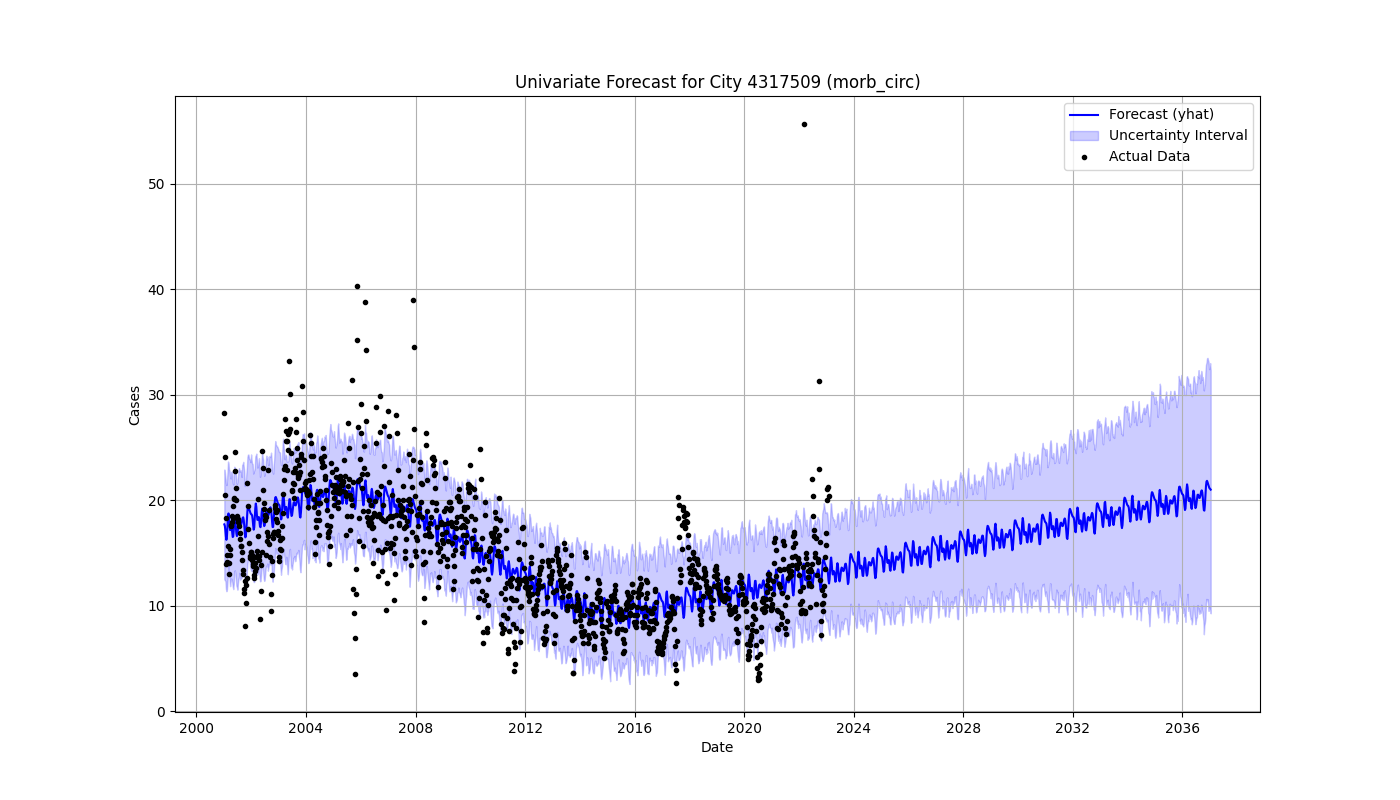 Univariate Forecast for City 4317509 (morb_circ)
Forecast (yhat)
Uncertainty Interval
Actual Data
Cases
50
40
30
20
10
0
2000 2004 2008 2012 2016 2020 2024 2028 2032 2036
Date